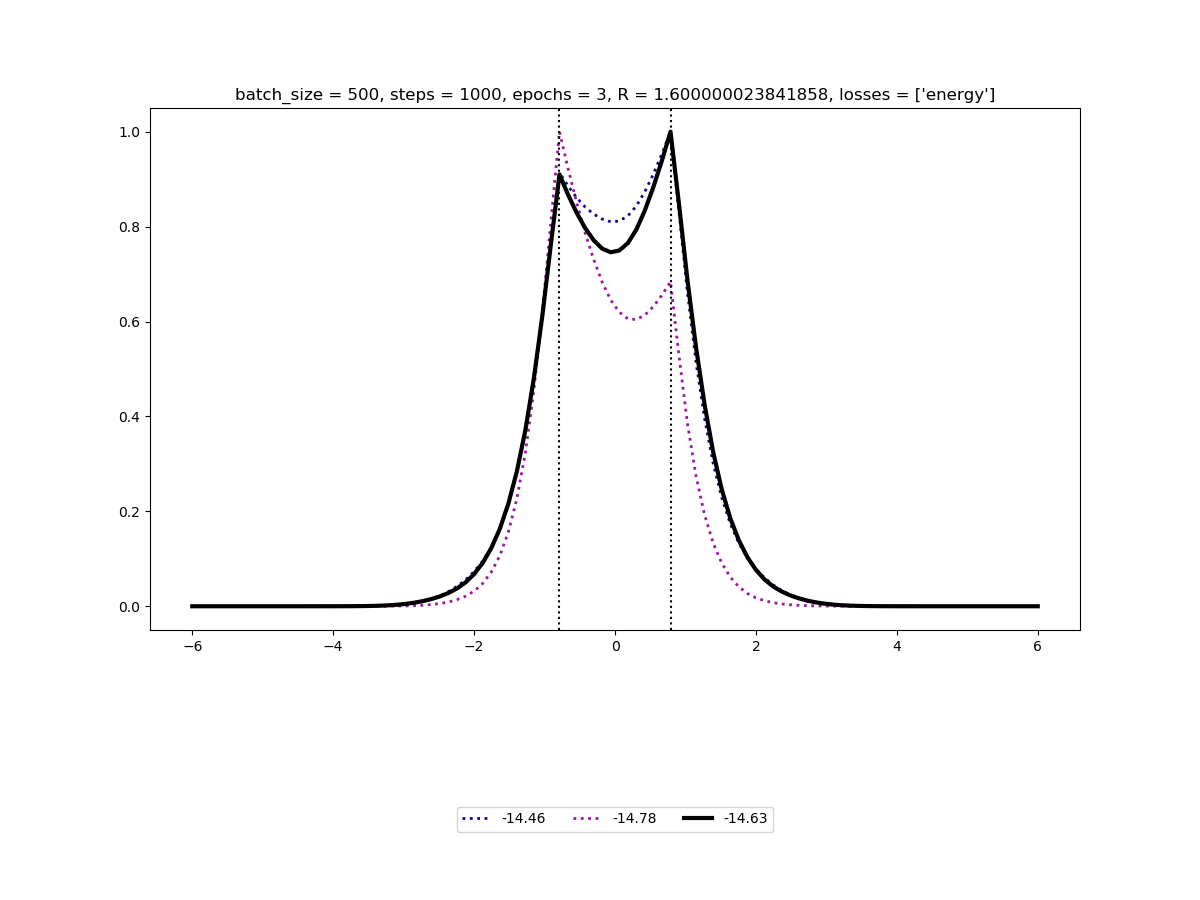 batch_size = 500, steps = 1000, epochs = 3, R = 1.600000023841858, losses = ['energy']
1.0
0.8
0.6
0.4
0.2
0.0
−6 −4 −2 0 2 4 6
-14.46 -14.78 -14.63